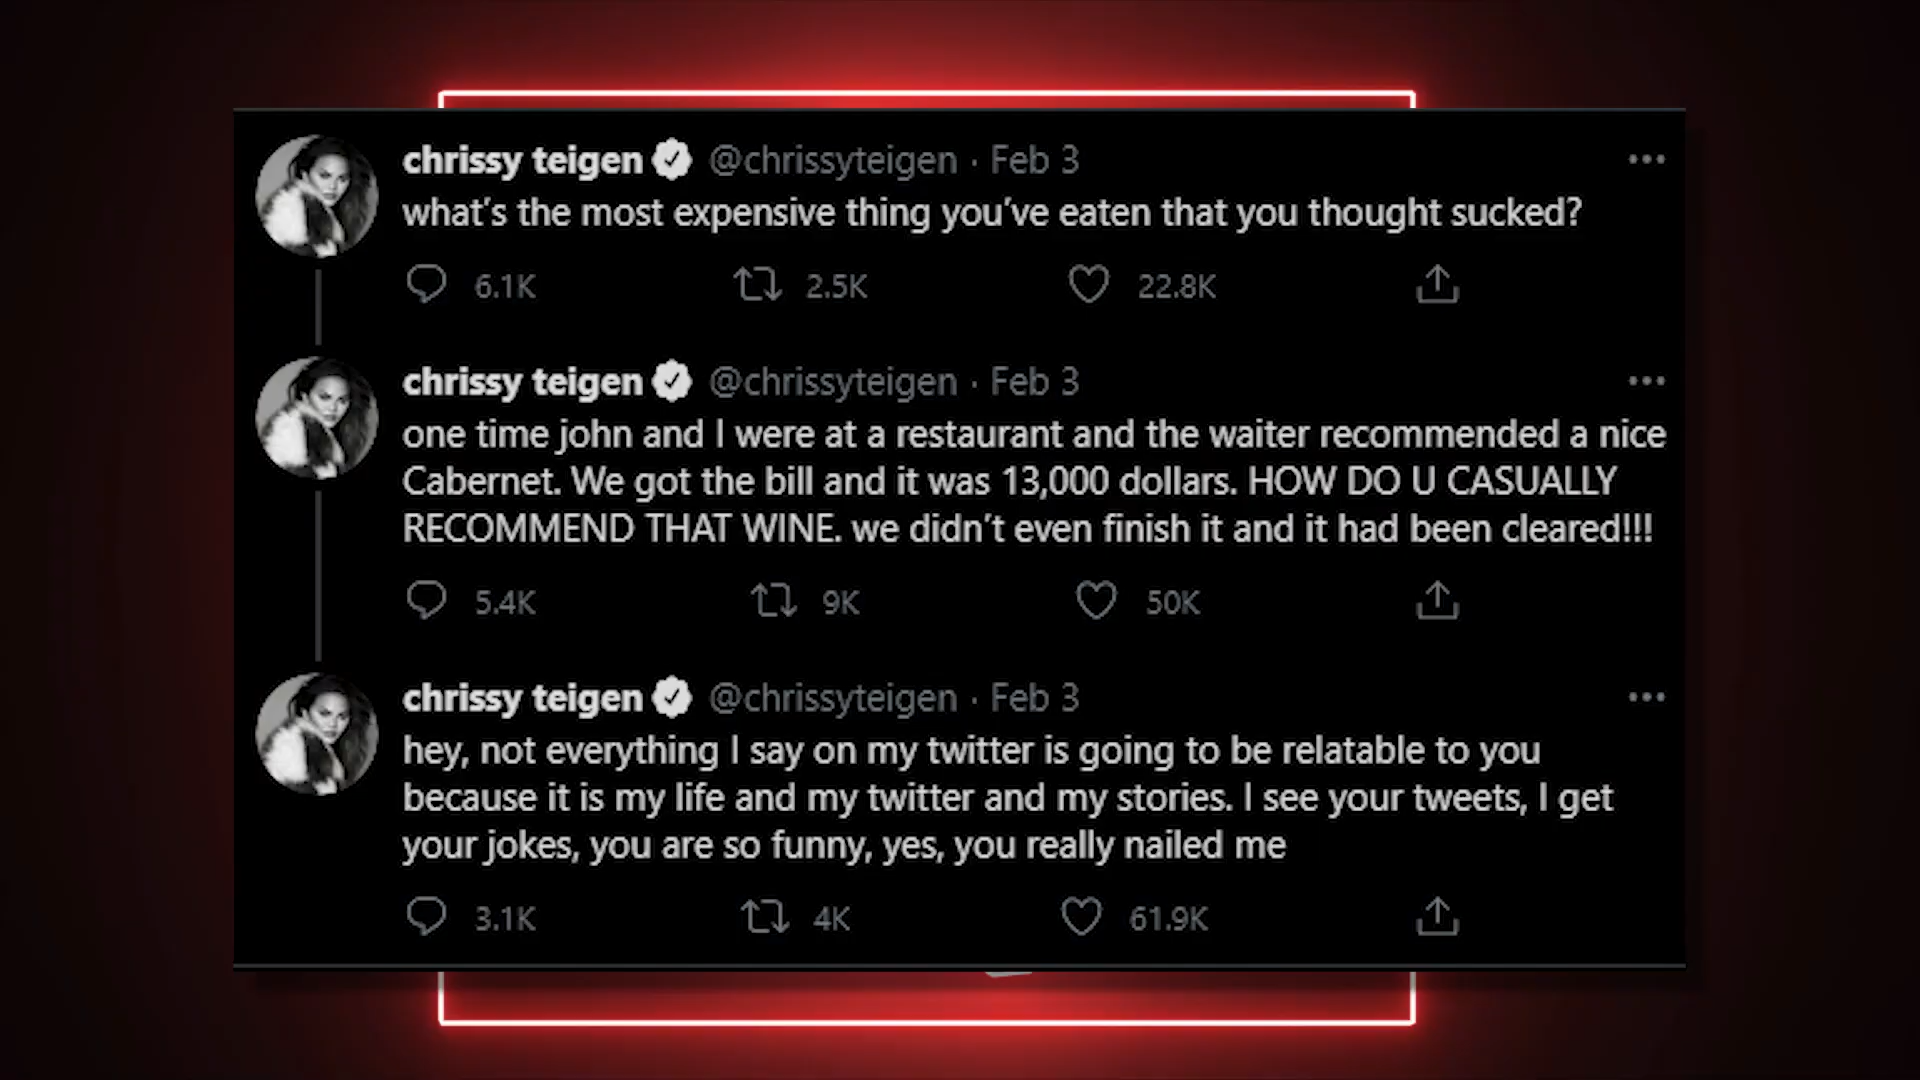 chrissy teigen @chrissyteigen · Feb 3
what's the most expensive thing you've eaten that you thought sucked?
6.1K 2.5K 22.8K
chrissy teigen @chrissyteigen · Feb 3
one time john and I were at a restaurant and the waiter recommended a nice
Cabernet. We got the bill and it was 13,000 dollars. HOW DO U CASUALLY
RECOMMEND THAT WINE. we didn't even finish it and it had been cleared!!!
5.4K 9K 50K
chrissy teigen @chrissyteigen · Feb 3
hey, not everything I say on my twitter is going to be relatable to you
because it is my life and my twitter and my stories. I see your tweets, I get
your jokes, you are so funny, yes, you really nailed me
3.1K 4K 61.9K